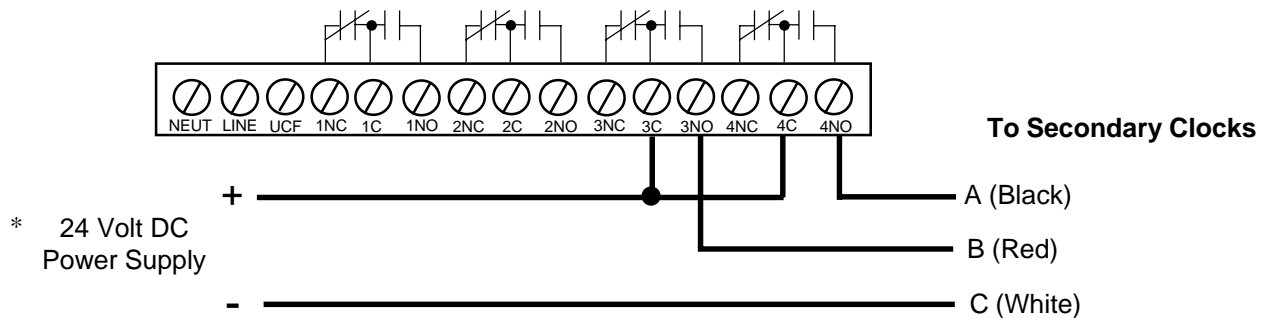 NEUT LINE UCF 1NC 1C 1NO 2NC 2C 2NO 3NC 3C 3NO 4NC 4C 4NO
To Secondary Clocks
+
A (Black)
* 24 Volt DC
Power Supply
B (Red)
-
C (White)